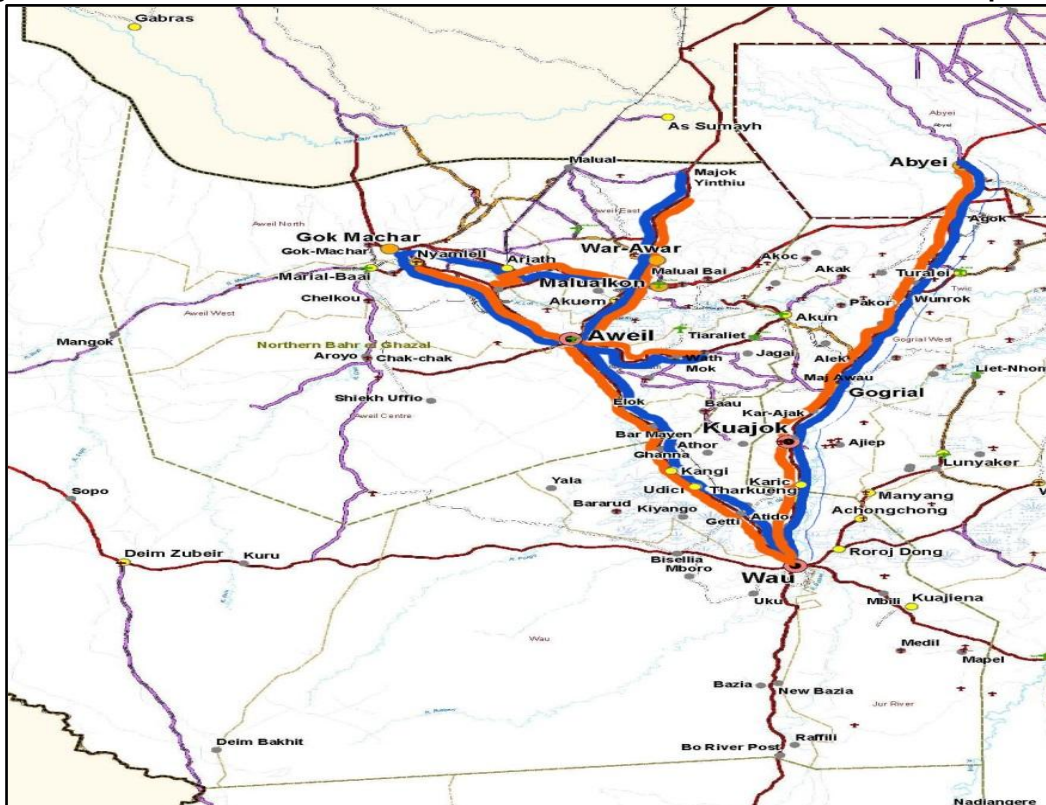 Gabras
As Sumayh
Abyei
Abyei
Abyei
Malual
Majok
Yinthiu
Aweil North
Aweil East
Agok
Gok Machar
Gok-Machar
Nyamlell
Ariath
War-Awar
Malual Bai
Akoc
Akak
Turalei
Twic
Marial-Baai
Malualkon
Akuem
Pakor
Wunrok
Chelkou
Aweil West
Akun
Mangok
Aweil
Tiaraliet
Gogrial West
Northern Bahr el Ghazal
Aroyo
Chak-chak
Wath
Mok
Jagai
Alek
Liet-Nhom
Maj Awau
Shiekh Uffio
Elok
Gogrial
Aweil Centre
Baau
Kar-Ajak
Bar Mayen
Kuajok
Athor
Ajiep
Ghanna
Lunyaker
Kangi
Sopo
Yala
Udici
Tharkueng
Karic
Manyang
Bararud
Kiyango
Getti
Atido
Achongchong
Deim Zubeir
Kuru
Bisellia
Roroj Dong
Mboro
Wau
Uku
Mbili
Kuajiena
Wau
Medil
Mapel
Bazia
New Bazia
Jur River
Deim Bakhit
Raffili
Bo River Post
Nadiangere